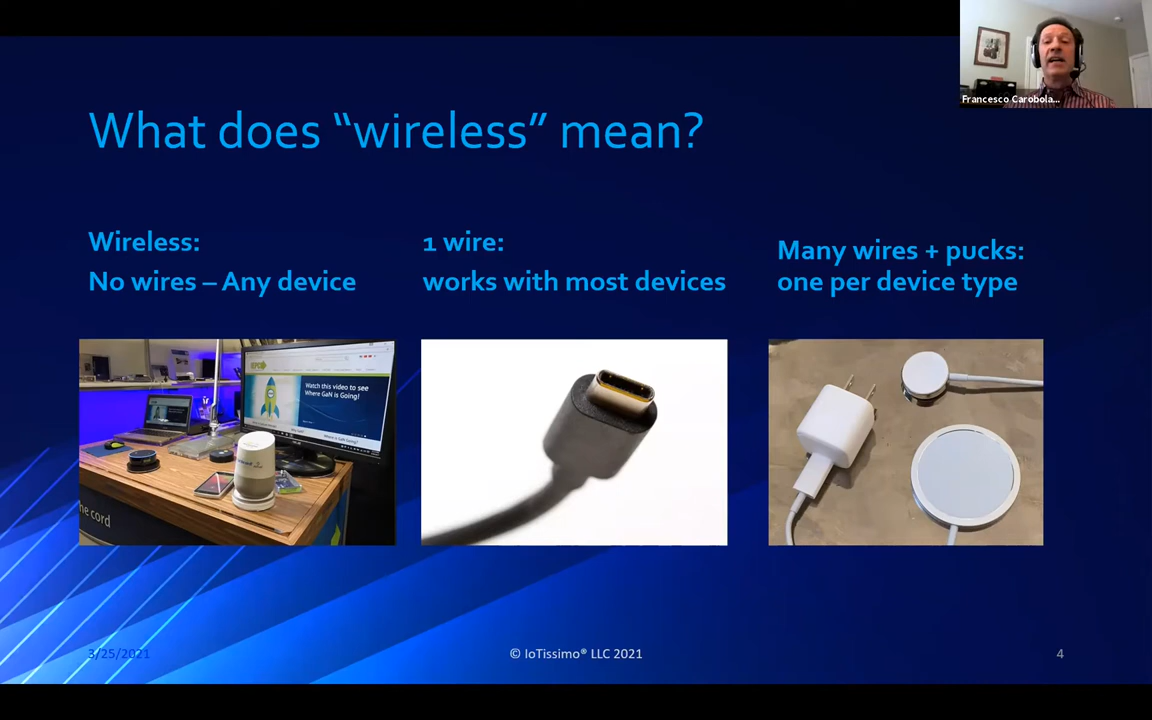 Francesco Carobola...
What does “wireless” mean?
Wireless:
No wires – Any device
1 wire:
works with most devices
Many wires + pucks:
one per device type
Watch this video to see
Where GaN is Going!
he cord
3/25/2021
© IoTissimo® LLC 2021
4